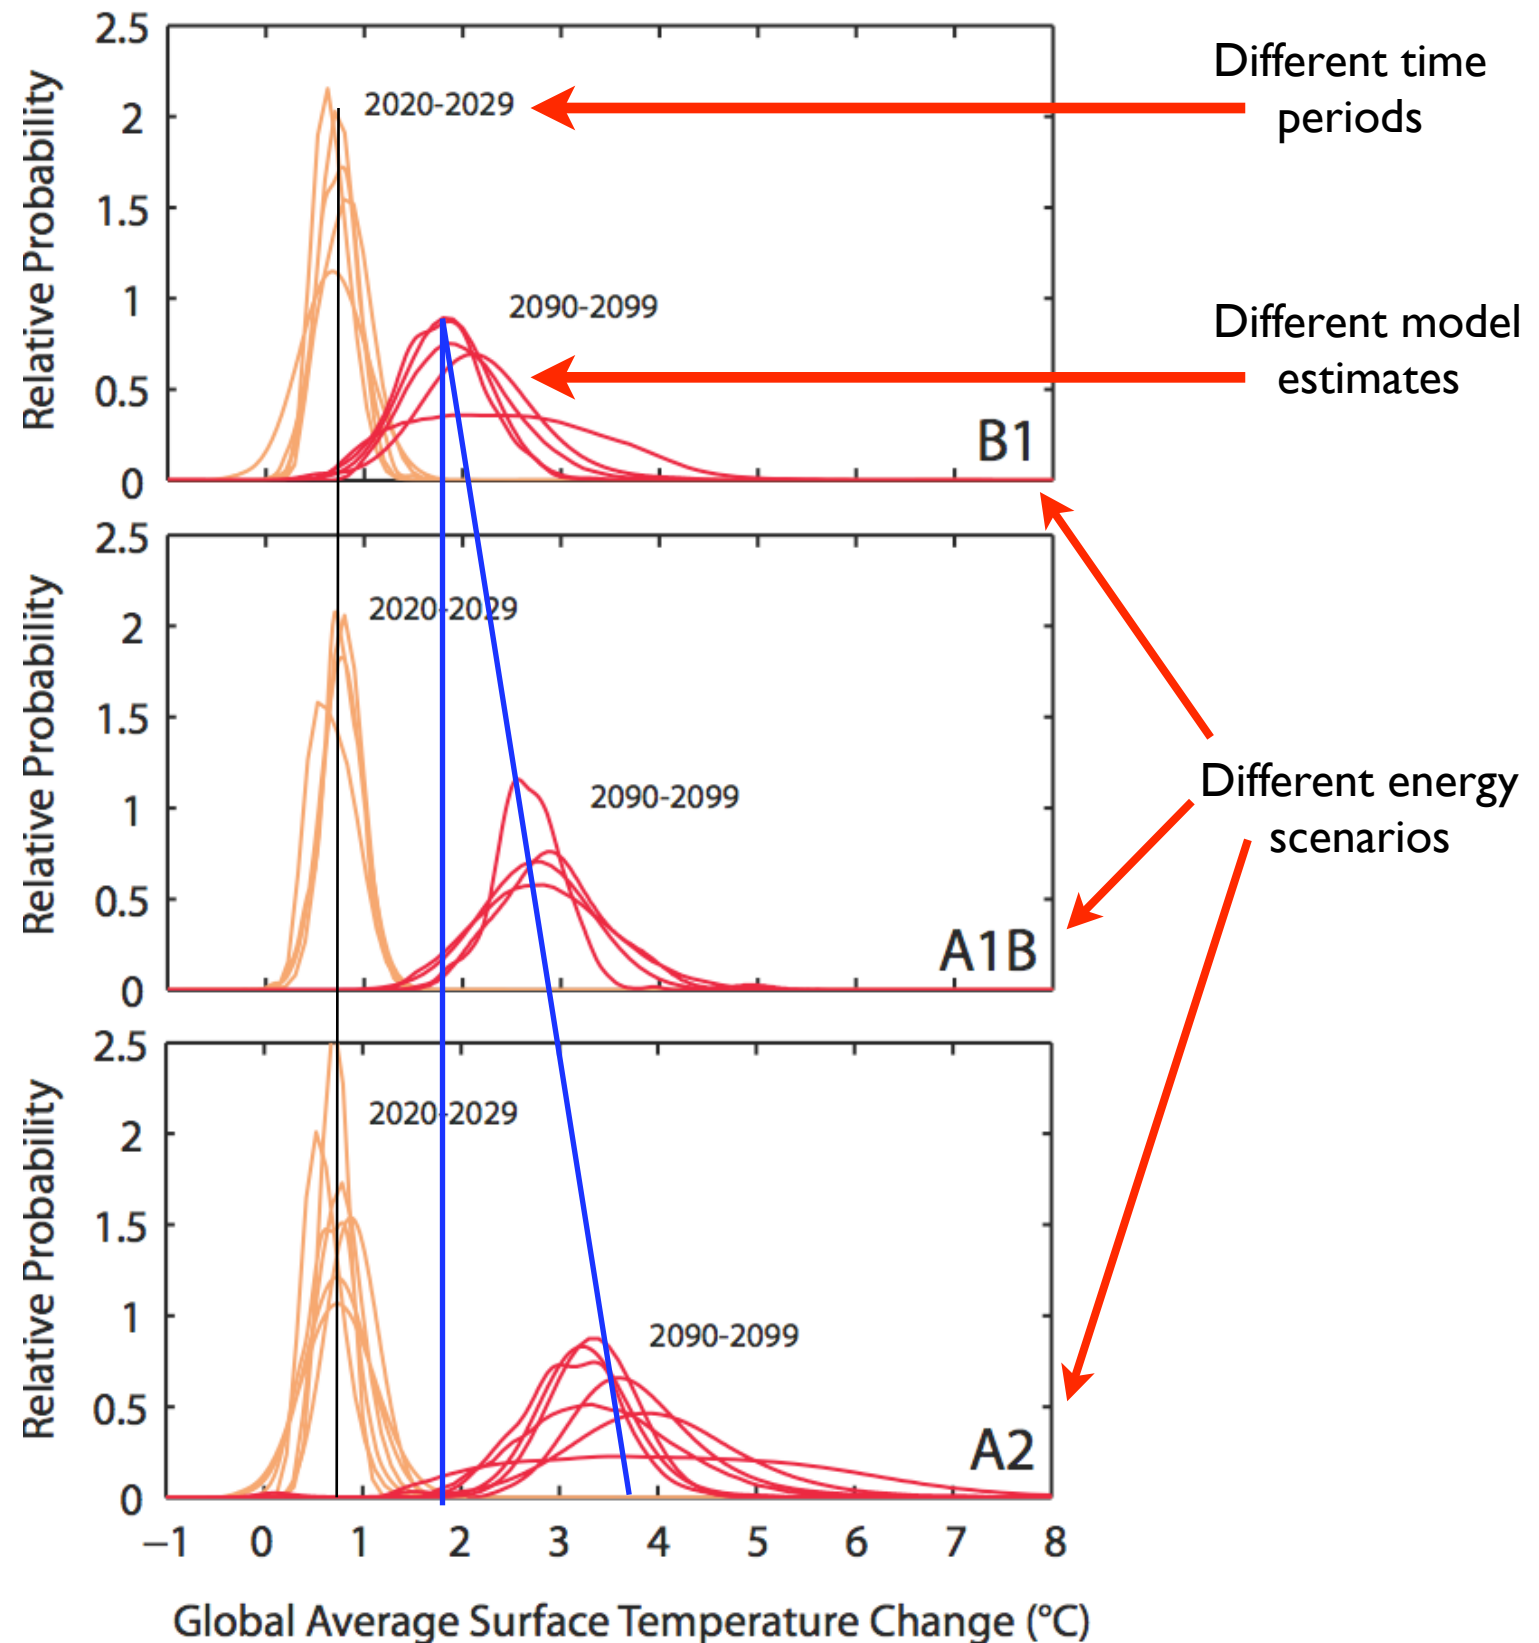 2.5
2
1.5
1
0.5
0
Relative Probability
2020-2029
2090-2099
B1
Different time
periods
Different model
estimates
2.5
2
1.5
1
0.5
0
Relative Probability
2020-2029
2090-2099
A1B
Different energy
scenarios
2.5
2
1.5
1
0.5
0
Relative Probability
2020-2029
2090-2099
A2
−1 0 1 2 3 4 5 6 7 8
Global Average Surface Temperature Change (°C)